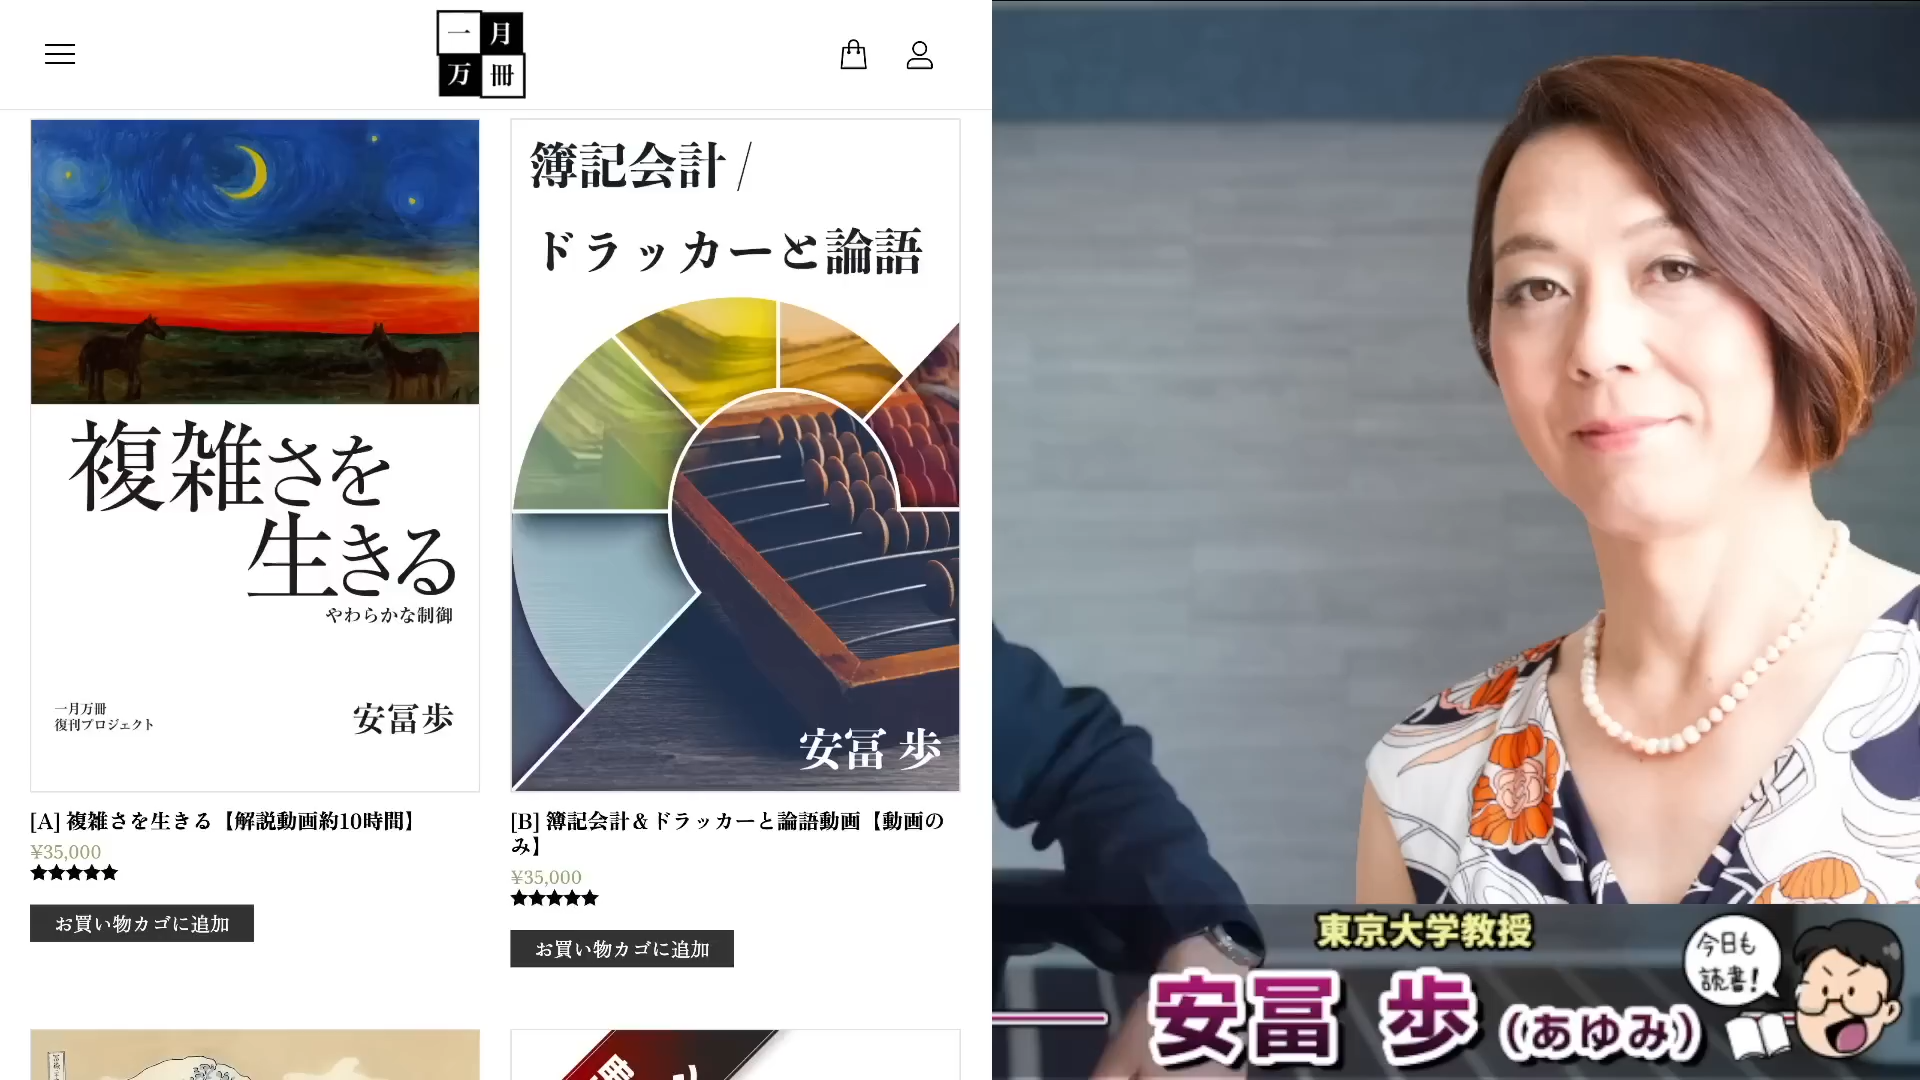 一月
万冊
複雑さを
生きる
やわらかな制御
一月万冊
復刊プロジェクト
安冨歩
[A] 複雑さを生きる【解説動画約10時間】
¥35,000
★★★★★
お買い物カゴに追加
簿記会計/
ドラッカーと論語
安冨 歩
[B] 簿記会計&ドラッカーと論語動画【動画の
み】
¥35,000
★★★★★
お買い物カゴに追加
東京大学教授
安冨 歩(あゆみ)
今日も
読書!